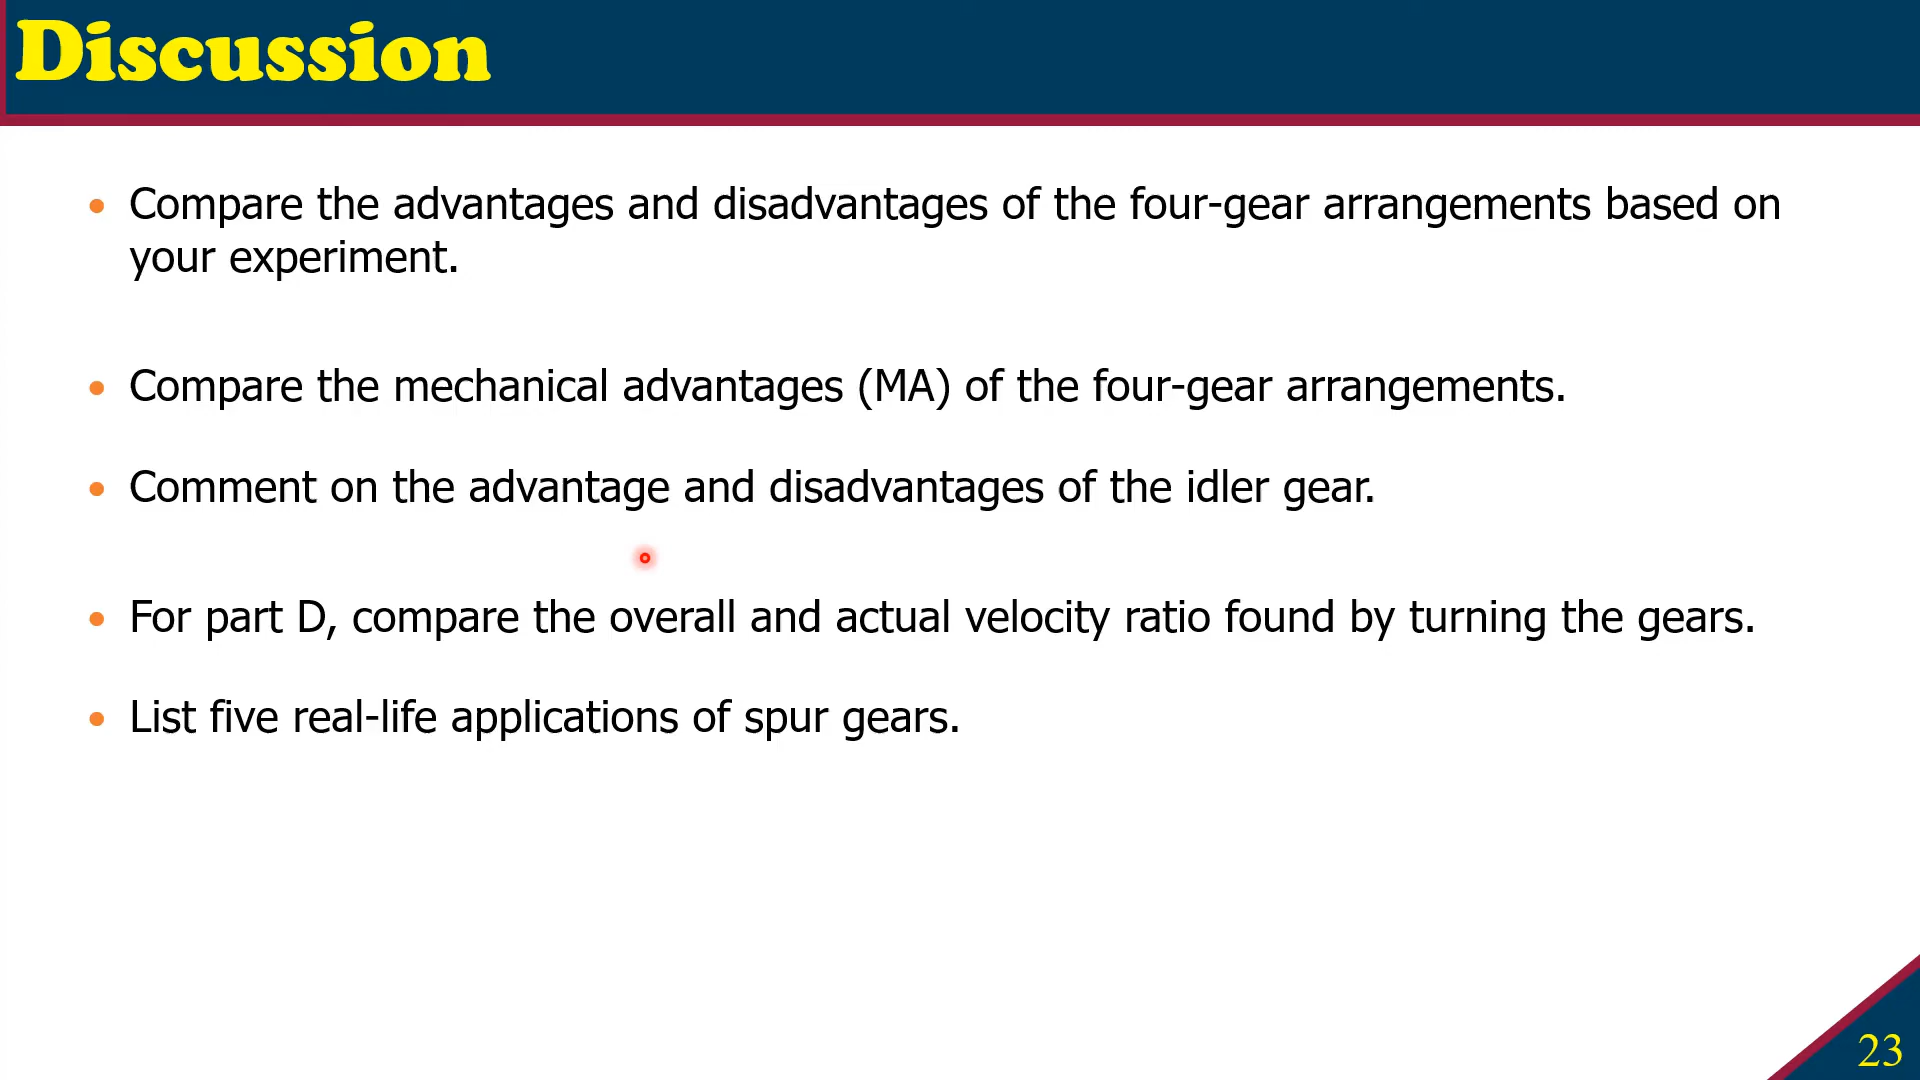 Discussion
• Compare the advantages and disadvantages of the four-gear arrangements based on
your experiment.
• Compare the mechanical advantages (MA) of the four-gear arrangements.
• Comment on the advantage and disadvantages of the idler gear.
• For part D, compare the overall and actual velocity ratio found by turning the gears.
• List five real-life applications of spur gears.
23